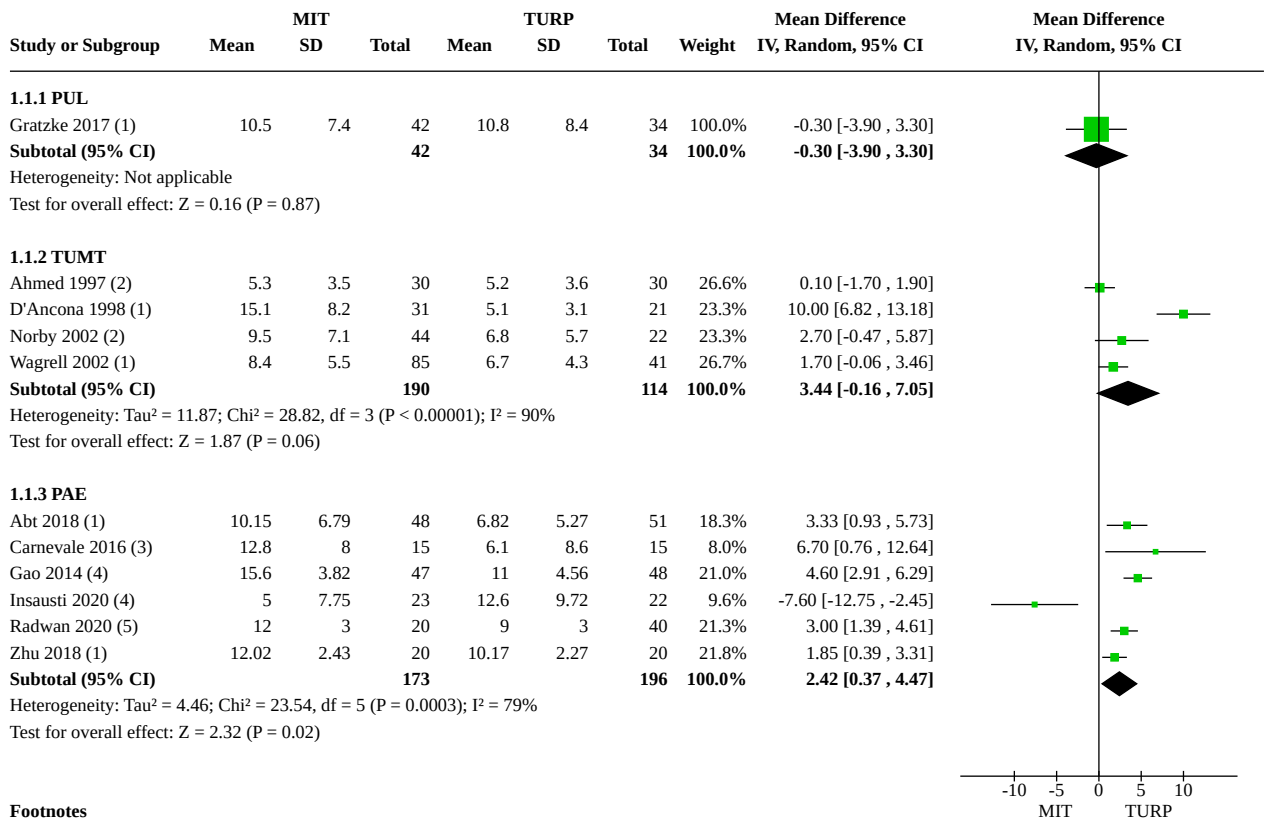 MIT TURP Mean Difference Mean Difference
Study or Subgroup Mean SD Total Mean SD Total Weight IV, Random, 95% CI IV, Random, 95% CI
1.1.1 PUL
Gratzke 2017 (1) 10.5 7.4 42 10.8 8.4 34 100.0% -0.30 [-3.90 , 3.30]
Subtotal (95% CI) 42 34 100.0% -0.30 [-3.90 , 3.30]
Heterogeneity: Not applicable
Test for overall effect: Z = 0.16 (P = 0.87)
1.1.2 TUMT
Ahmed 1997 (2) 5.3 3.5 30 5.2 3.6 30 26.6% 0.10 [-1.70 , 1.90]
D'Ancona 1998 (1) 15.1 8.2 31 5.1 3.1 21 23.3% 10.00 [6.82 , 13.18]
Norby 2002 (2) 9.5 7.1 44 6.8 5.7 22 23.3% 2.70 [-0.47 , 5.87]
Wagrell 2002 (1) 8.4 5.5 85 6.7 4.3 41 26.7% 1.70 [-0.06 , 3.46]
Subtotal (95% CI) 190 114 100.0% 3.44 [-0.16 , 7.05]
Heterogeneity: Tau² = 11.87; Chi² = 28.82, df = 3 (P < 0.00001); I² = 90%
Test for overall effect: Z = 1.87 (P = 0.06)
1.1.3 PAE
Abt 2018 (1) 10.15 6.79 48 6.82 5.27 51 18.3% 3.33 [0.93 , 5.73]
Carnevale 2016 (3) 12.8 8 15 6.1 8.6 15 8.0% 6.70 [0.76 , 12.64]
Gao 2014 (4) 15.6 3.82 47 11 4.56 48 21.0% 4.60 [2.91 , 6.29]
Insausti 2020 (4) 5 7.75 23 12.6 9.72 22 9.6% -7.60 [-12.75 , -2.45]
Radwan 2020 (5) 12 3 20 9 3 40 21.3% 3.00 [1.39 , 4.61]
Zhu 2018 (1) 12.02 2.43 20 10.17 2.27 20 21.8% 1.85 [0.39 , 3.31]
Subtotal (95% CI) 173 196 100.0% 2.42 [0.37 , 4.47]
Heterogeneity: Tau² = 4.46; Chi² = 23.54, df = 5 (P = 0.0003); I² = 79%
Test for overall effect: Z = 2.32 (P = 0.02)
-10 -5 0 5 10
Footnotes MIT TURP